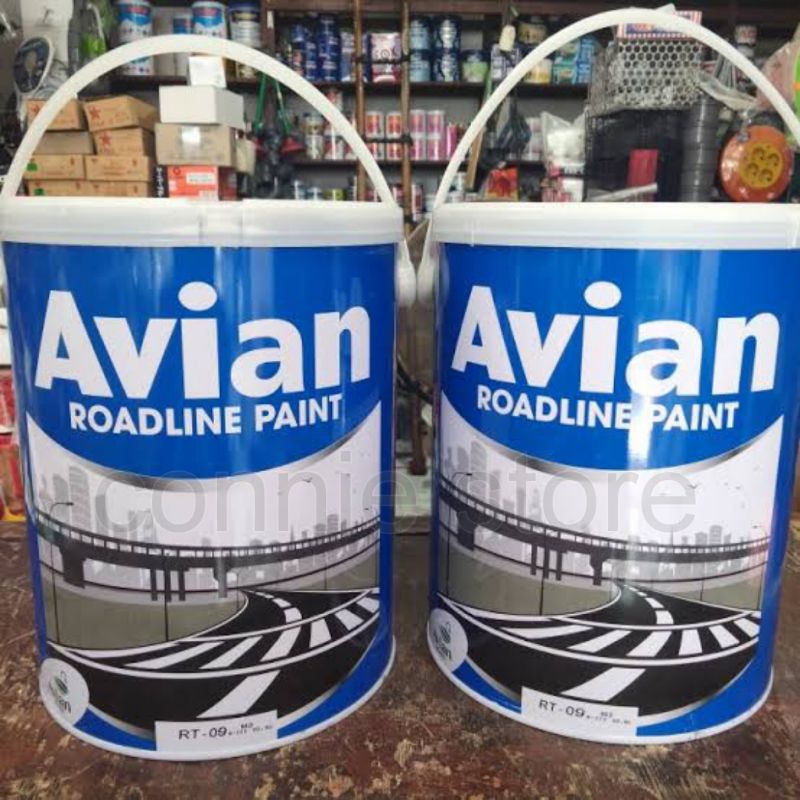 Avian
ROADLINE PAINT
RT-09
Avian
ROADLINE PAINT
RT-09
connie store